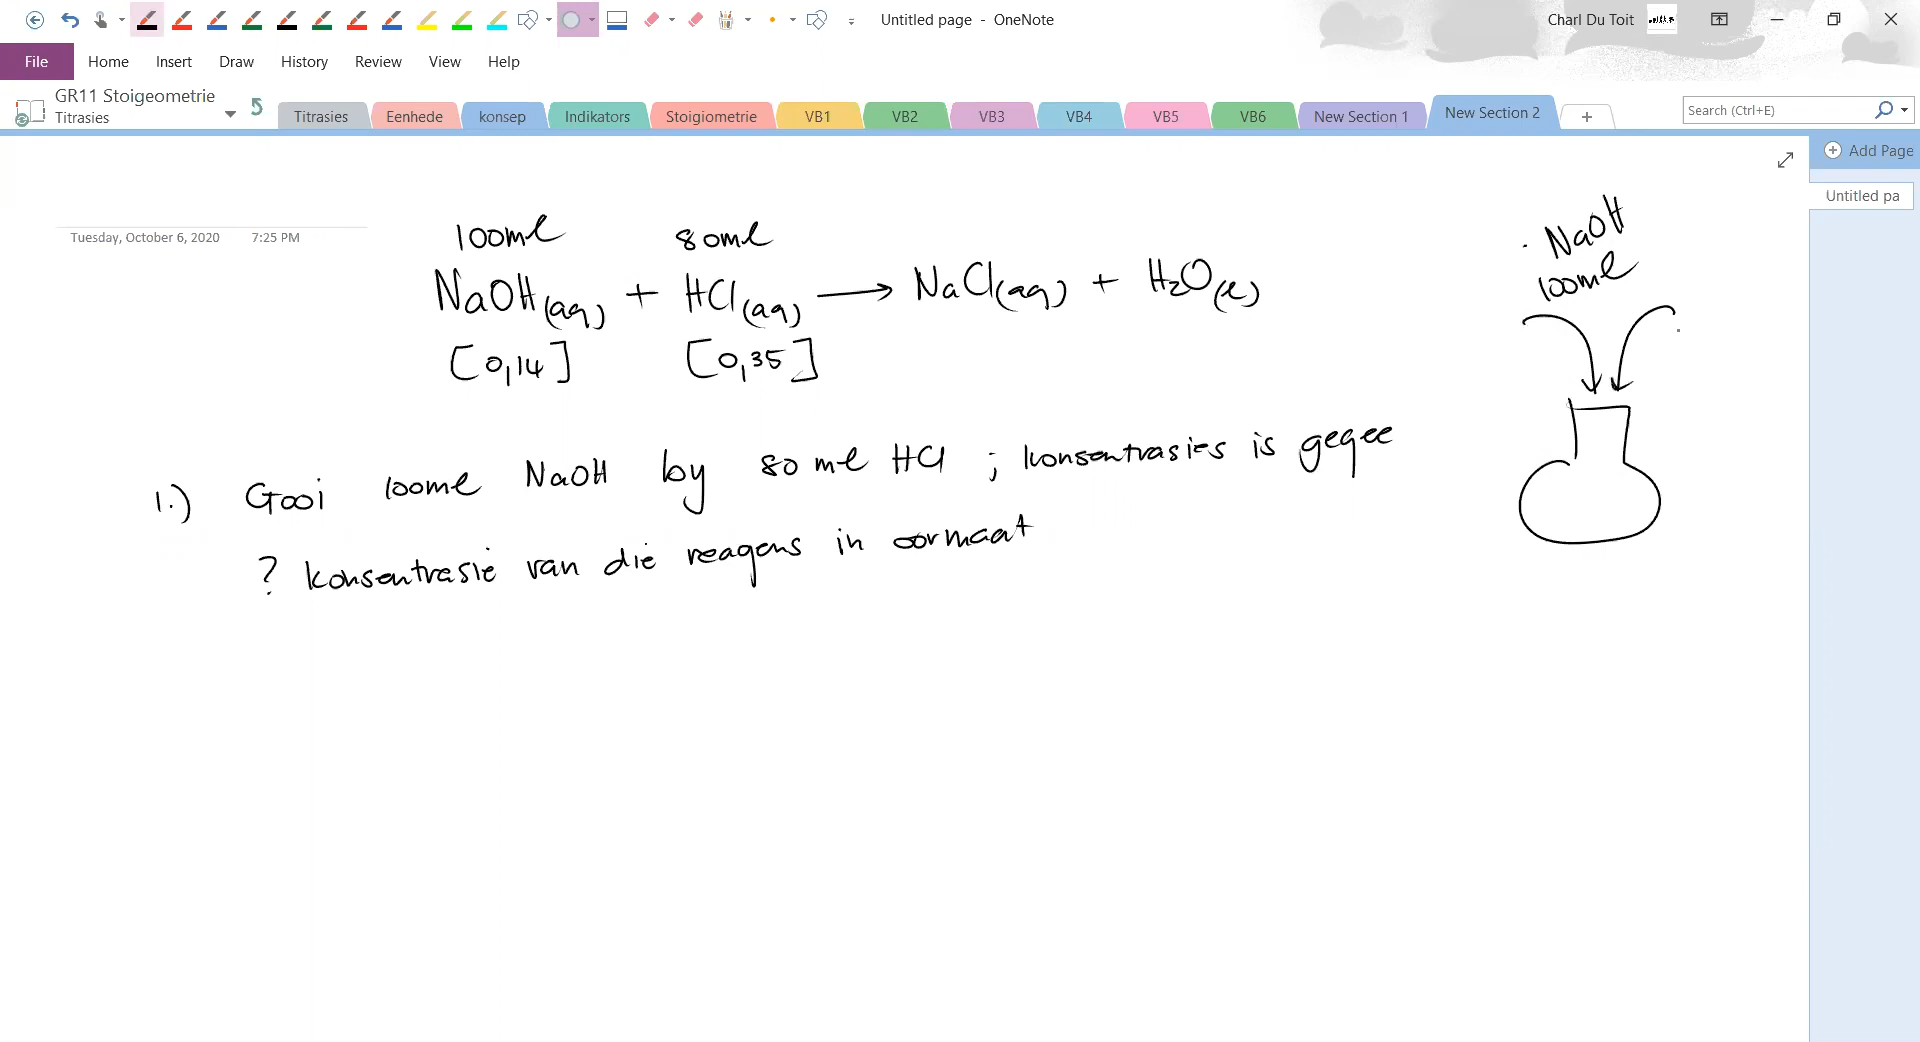 Untitled page - OneNote
Charl Du Toit
File Home Insert Draw History Review View Help
GR11 Stoigeometrie
Titrasies
Titrasies Eenhede konsep Indikators Stoigiometrie VB1 VB2 VB3 VB4 VB5 VB6 New Section 1 New Section 2 +
Search (Ctrl+E)
Add Page
Untitled pa
Tuesday, October 6, 2020 7:25 PM
100ml 80ml
NaOH(aq) + HCl(aq) → NaCl(aq) + H₂O(l)
[0,14] [0,35]
NaOH
100ml
1.) Gooi 100ml NaOH by 80 ml HCl ; konsentrasies is gegee
? konsentrasie van die reagens in oormaat